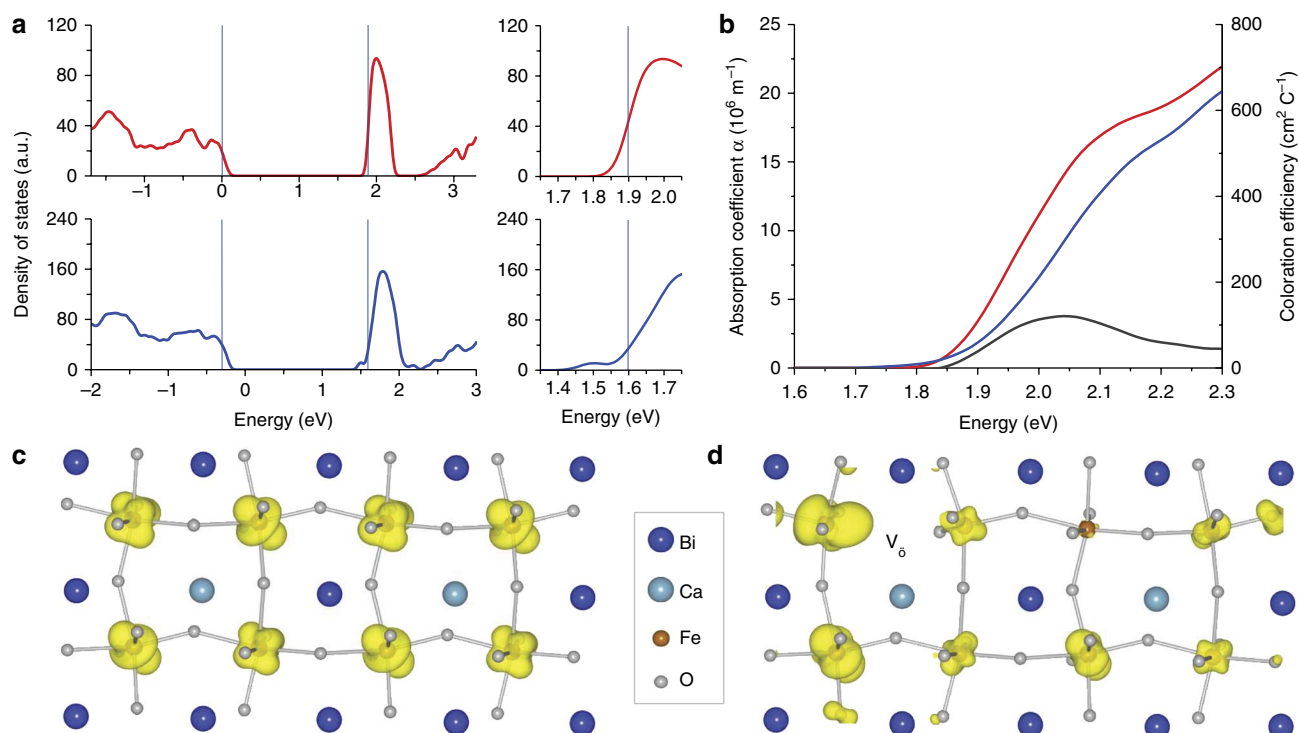 a
120
80
40
0
−1 0 1 2 3
120
80
40
0
1.7 1.8 1.9 2.0
Density of states (a.u.)
240
160
80
0
−2 −1 0 1 2 3
Energy (eV)
240
160
80
0
1.4 1.5 1.6 1.7
Energy (eV)
b
Absorption coefficient α (10⁶ m⁻¹)
25
20
15
10
5
0
1.6 1.7 1.8 1.9 2.0 2.1 2.2 2.3
Energy (eV)
800
600
400
200
0
Coloration efficiency (cm² C⁻¹)
c
Bi
Ca
Fe
O
d
V_ö